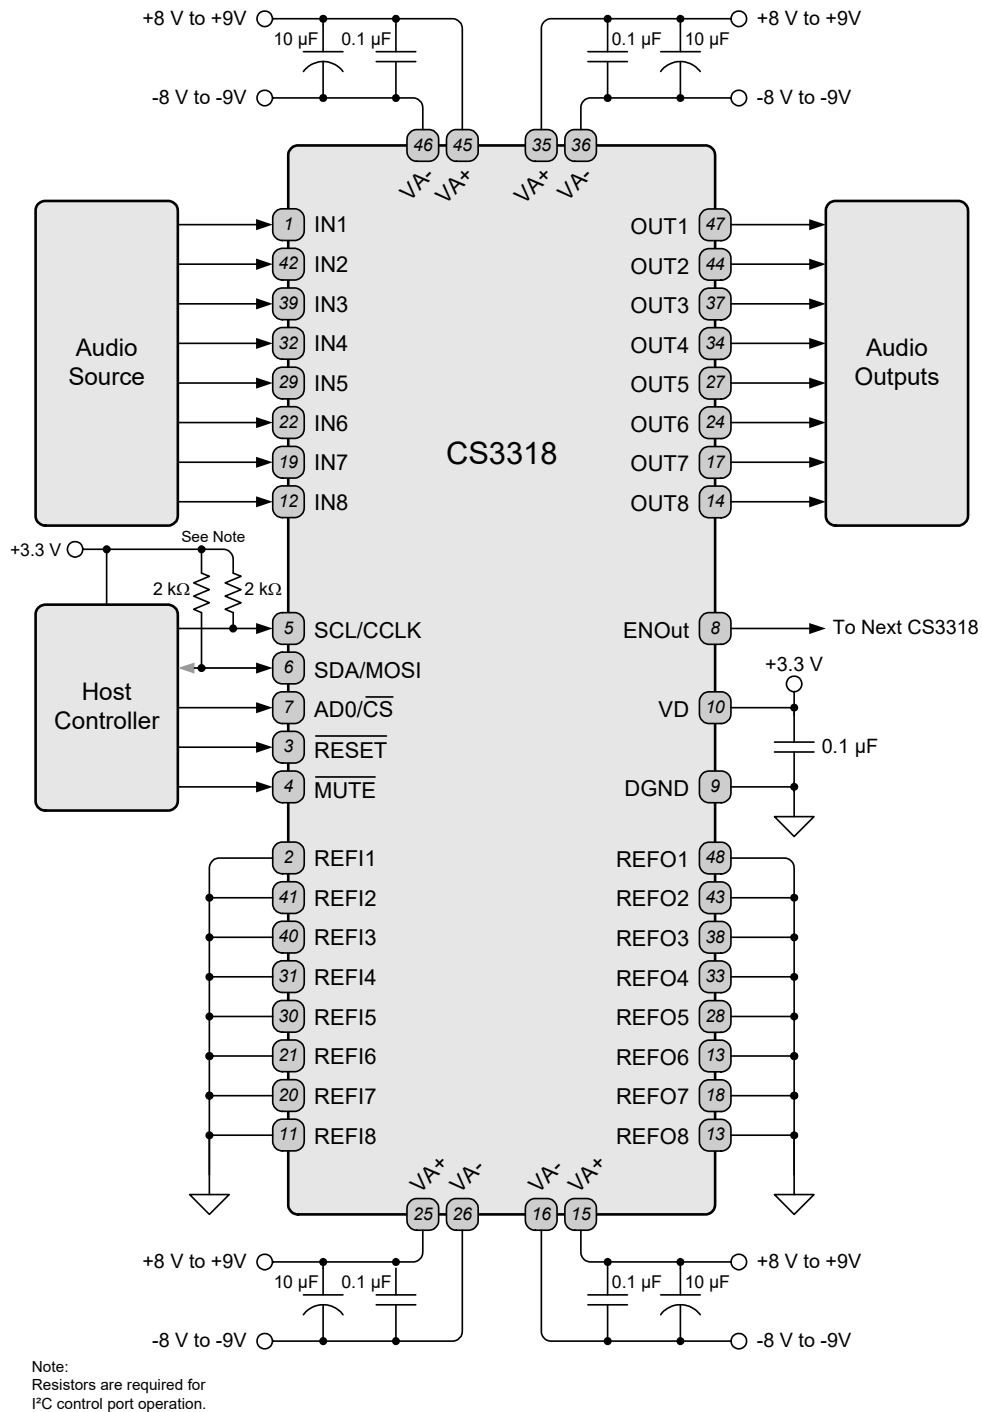 +8 V to +9V
10 µF 0.1 µF
-8 V to -9V
+8 V to +9V
0.1 µF 10 µF
-8 V to -9V
46 45 35 36
VA- VA+ VA+ VA-
Audio
Source
1 IN1
42 IN2
39 IN3
32 IN4
29 IN5
22 IN6
19 IN7
12 IN8
CS3318
OUT1 47
OUT2 44
OUT3 37
OUT4 34
OUT5 27
OUT6 24
OUT7 17
OUT8 14
Audio
Outputs
See Note
+3.3 V
2 kΩ 2 kΩ
Host
Controller
5 SCL/CCLK
6 SDA/MOSI
7 AD0/C̅S̅
3 R̅E̅S̅E̅T̅
4 M̅U̅T̅E̅
ENOut 8 To Next CS3318
+3.3 V
VD 10
0.1 µF
DGND 9
2 REFI1
41 REFI2
40 REFI3
31 REFI4
30 REFI5
21 REFI6
20 REFI7
11 REFI8
REFO1 48
REFO2 43
REFO3 38
REFO4 33
REFO5 28
REFO6 13
REFO7 18
REFO8 13
VA+ VA- VA- VA+
25 26 16 15
+8 V to +9V
10 µF 0.1 µF
-8 V to -9V
+8 V to +9V
0.1 µF 10 µF
-8 V to -9V
Note:
Resistors are required for
I²C control port operation.